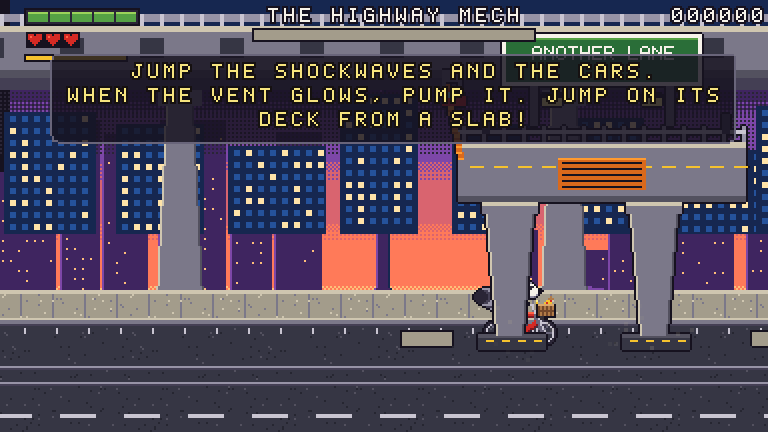 THE HIGHWAY MECH
000000
ANOTHER LANE
JUMP THE SHOCKWAVES AND THE CARS.
WHEN THE VENT GLOWS, PUMP IT. JUMP ON ITS
DECK FROM A SLAB!